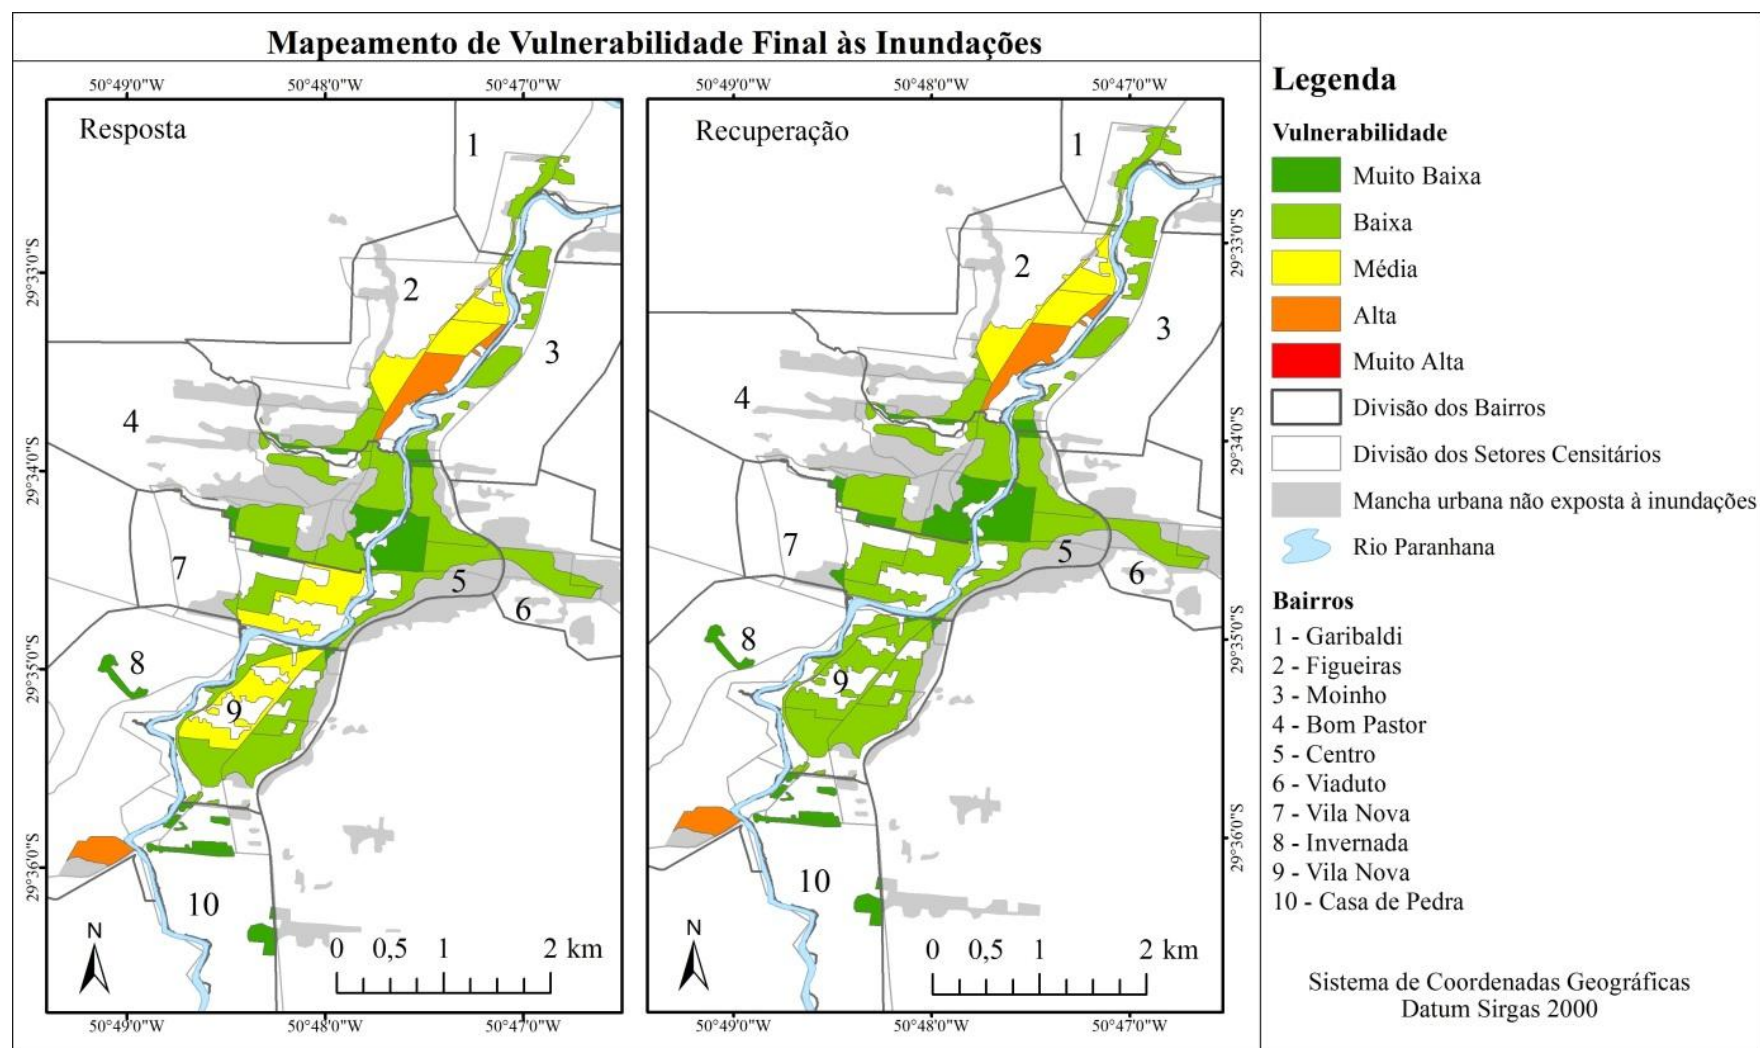 Mapeamento de Vulnerabilidade Final às Inundações
50°49'0"W 50°48'0"W 50°47'0"W
Resposta
1
2
3
4
5
6
7
8
9
10
29°33'0"S
29°34'0"S
29°35'0"S
29°36'0"S
N
0 0,5 1 2 km
50°49'0"W 50°48'0"W 50°47'0"W
50°49'0"W 50°48'0"W 50°47'0"W
Recuperação
1
2
3
4
5
6
7
8
9
10
29°33'0"S
29°34'0"S
29°35'0"S
29°36'0"S
N
0 0,5 1 2 km
50°49'0"W 50°48'0"W 50°47'0"W
Legenda
Vulnerabilidade
Muito Baixa
Baixa
Média
Alta
Muito Alta
Divisão dos Bairros
Divisão dos Setores Censitários
Mancha urbana não exposta à inundações
Rio Paranhana
Bairros
1 - Garibaldi
2 - Figueiras
3 - Moinho
4 - Bom Pastor
5 - Centro
6 - Viaduto
7 - Vila Nova
8 - Invernada
9 - Vila Nova
10 - Casa de Pedra
Sistema de Coordenadas Geográficas
Datum Sirgas 2000